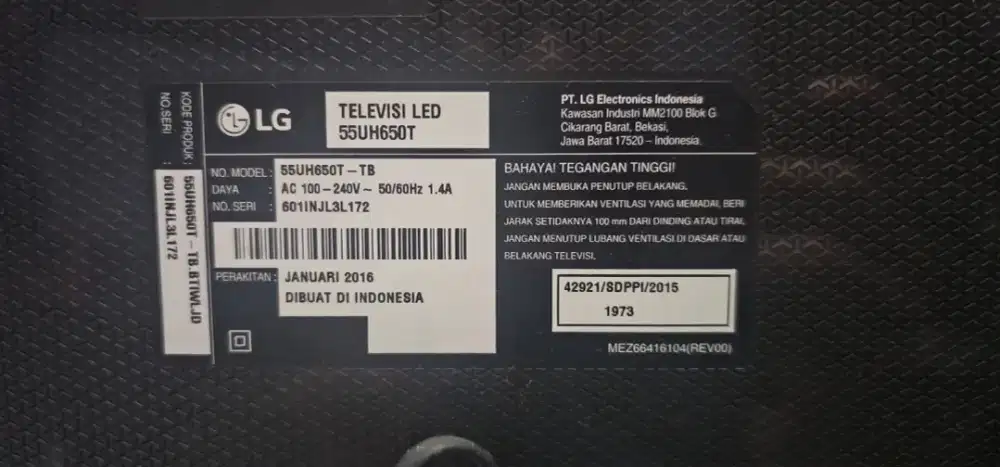 KODE PRODUK : 55UH650T - TB.BTIWLJD
NO.SERI : 601INJL3L172
LG
TELEVISI LED
55UH650T
PT. LG Electronics Indonesia
Kawasan Industri MM2100 Blok G
Cikarang Barat, Bekasi,
Jawa Barat 17520 – Indonesia.
NO. MODEL : 55UH650T – TB
DAYA : AC 100 – 240V ~ 50/60Hz 1.4A
NO. SERI : 601INJL3L172
PERAKITAN : JANUARI 2016
DIBUAT DI INDONESIA
BAHAYA! TEGANGAN TINGGI!
JANGAN MEMBUKA PENUTUP BELAKANG.
UNTUK MEMBERIKAN VENTILASI YANG MEMADAI, BERI
JARAK SETIDAKNYA 100 mm DARI DINDING ATAU TIRAI.
JANGAN MENUTUP LUBANG VENTILASI DI DASAR ATAU
BELAKANG TELEVISI.
42921/SDPPI/2015
1973
MEZ66416104(REV00)